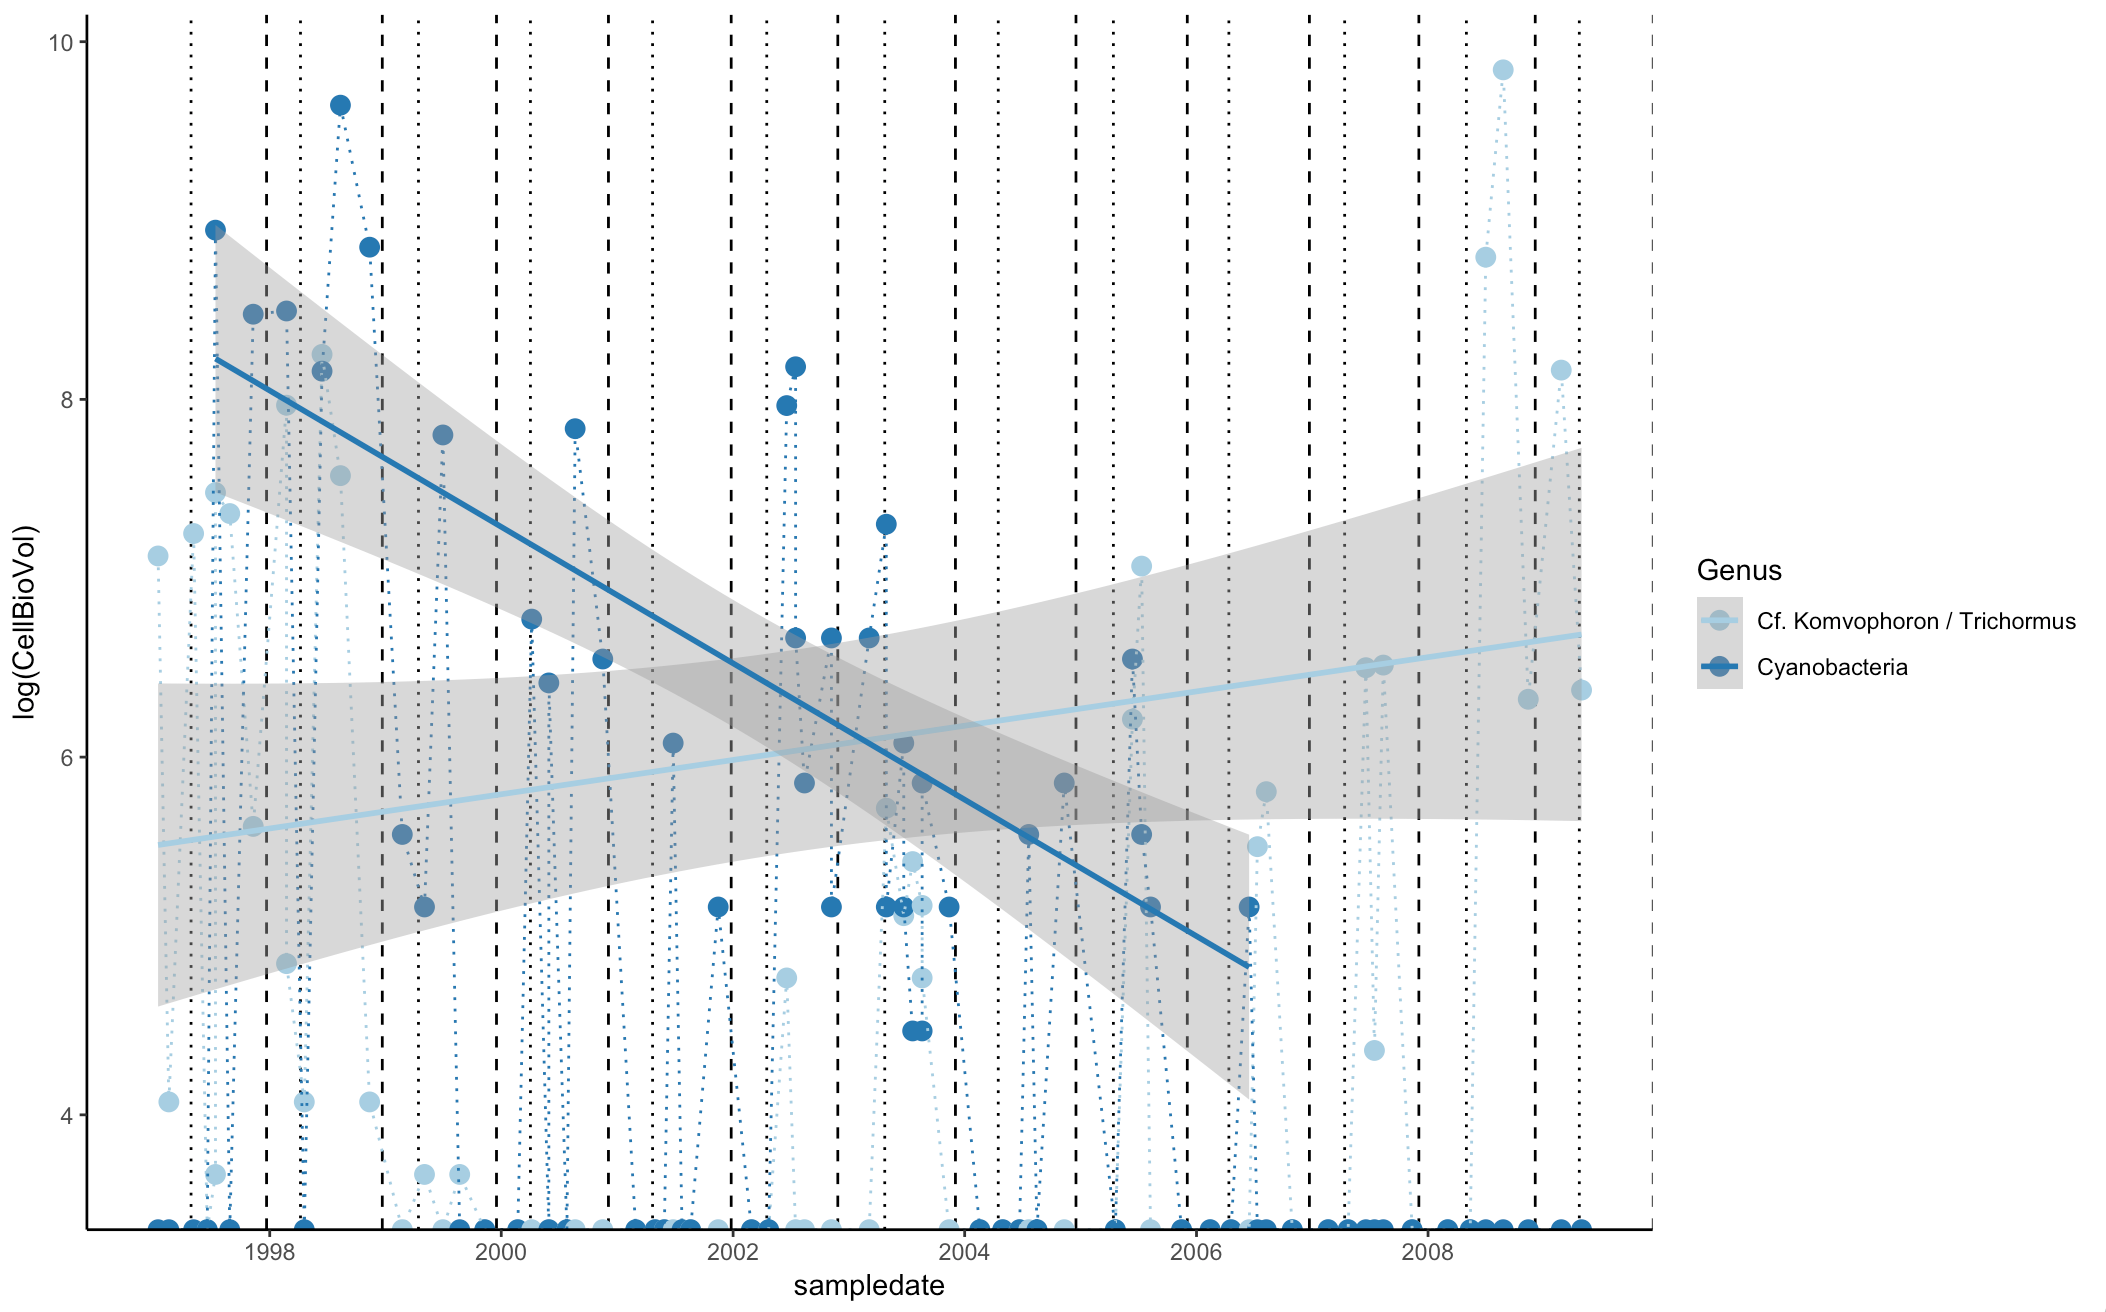 10
8
6
4
log(CellBioVol)
1998 2000 2002 2004 2006 2008
sampledate
Genus
Cf. Komvophoron / Trichormus
Cyanobacteria